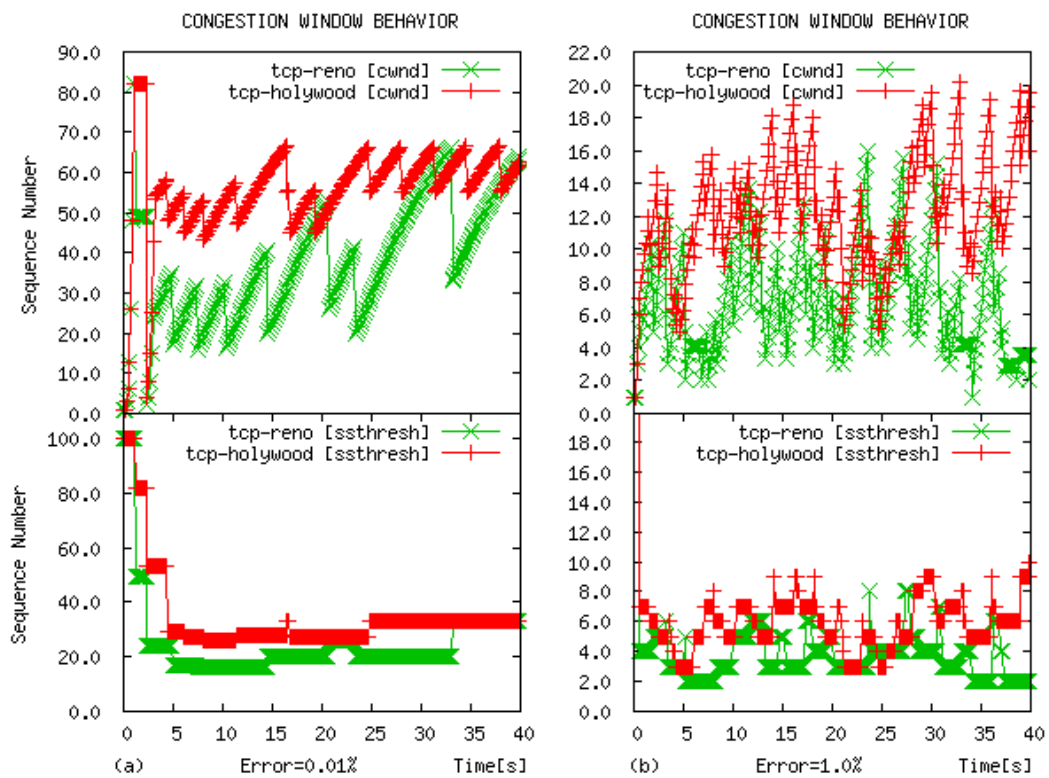 CONGESTION WINDOW BEHAVIOR
90.0
80.0
70.0
60.0
50.0
40.0
30.0
20.0
10.0
0.0
Sequence Number
tcp-reno [cwnd]
tcp-holywood [cwnd]
100.0
80.0
60.0
40.0
20.0
0.0
Sequence Number
tcp-reno [ssthresh]
tcp-holywood [ssthresh]
0 5 10 15 20 25 30 35 40
(a) Error=0.01% Time[s]
CONGESTION WINDOW BEHAVIOR
22.0
20.0
18.0
16.0
14.0
12.0
10.0
8.0
6.0
4.0
2.0
0.0
tcp-reno [cwnd]
tcp-holywood [cwnd]
18.0
16.0
14.0
12.0
10.0
8.0
6.0
4.0
2.0
0.0
tcp-reno [ssthresh]
tcp-holywood [ssthresh]
0 5 10 15 20 25 30 35 40
(b) Error=1.0% Time[s]